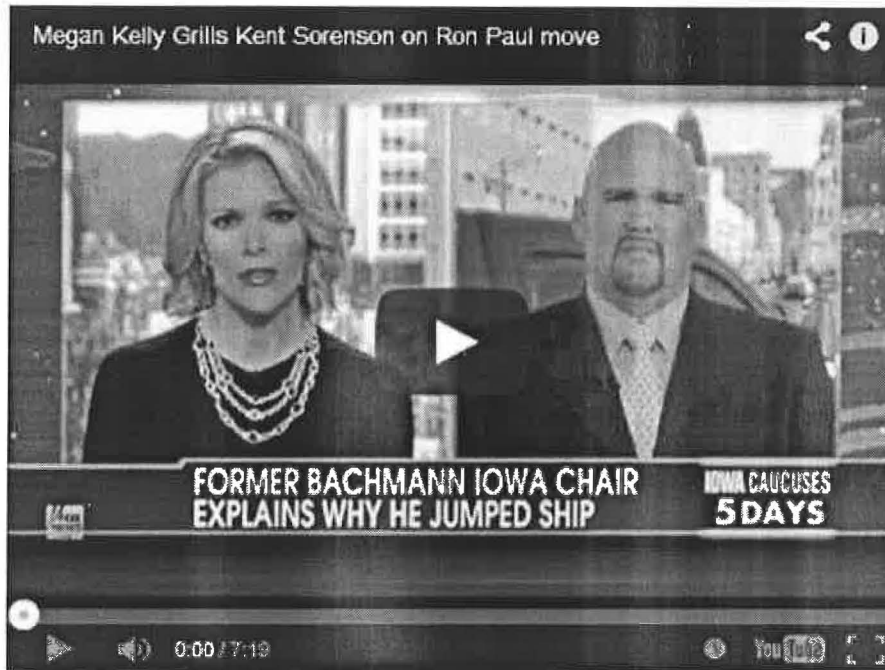 Megan Kelly Grills Kent Sorenson on Ron Paul move
FORMER BACHMANN IOWA CHAIR
EXPLAINS WHY HE JUMPED SHIP
IOWA CAUCUSES
5 DAYS
0:00 / 7:19
YouTube